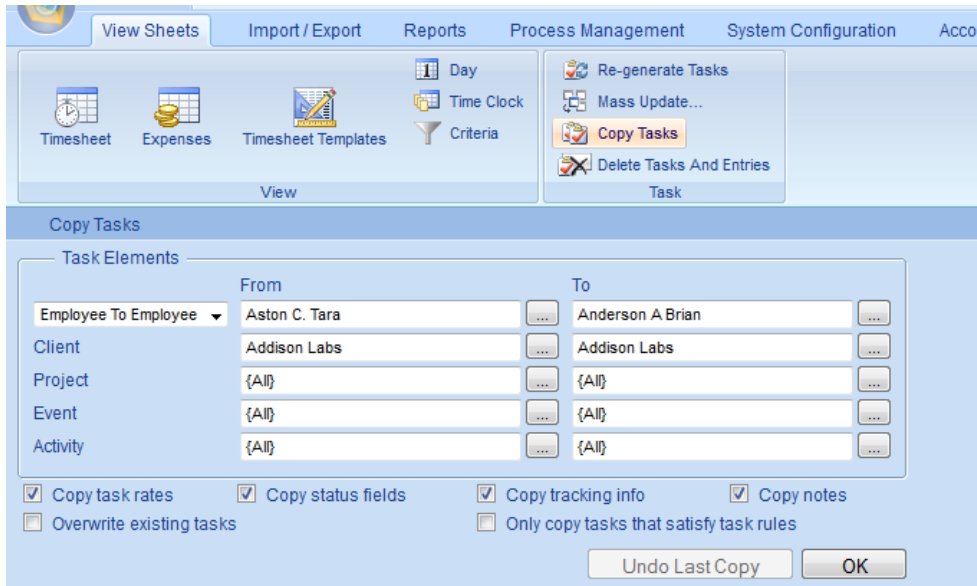 View Sheets Import / Export Reports Process Management System Configuration Acco
Day
Time Clock
Criteria
Timesheet Expenses Timesheet Templates
View
Re-generate Tasks
Mass Update...
Copy Tasks
Delete Tasks And Entries
Task
Copy Tasks
Task Elements
From To
Employee To Employee Aston C. Tara ... Anderson A Brian ...
Client Addison Labs ... Addison Labs ...
Project {All} ... {All} ...
Event {All} ... {All} ...
Activity {All} ... {All} ...
Copy task rates Copy status fields Copy tracking info Copy notes
Overwrite existing tasks Only copy tasks that satisfy task rules
Undo Last Copy OK